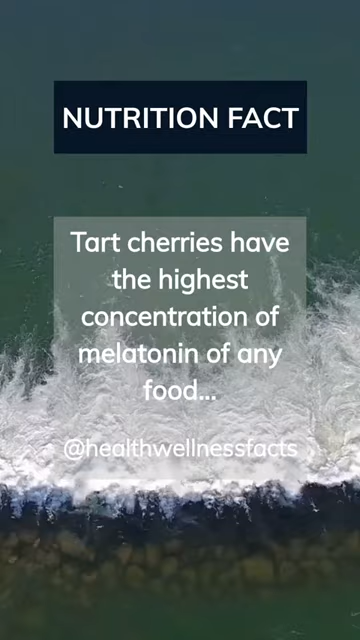 NUTRITION FACT
Tart cherries have
the highest
concentration of
melatonin of any
food...
@healthwellnessfacts